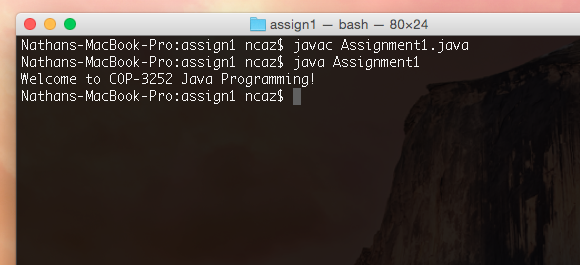 assign1 — bash — 80×24
Nathans-MacBook-Pro:assign1 ncaz$ javac Assignment1.java
Nathans-MacBook-Pro:assign1 ncaz$ java Assignment1
Welcome to COP-3252 Java Programming!
Nathans-MacBook-Pro:assign1 ncaz$